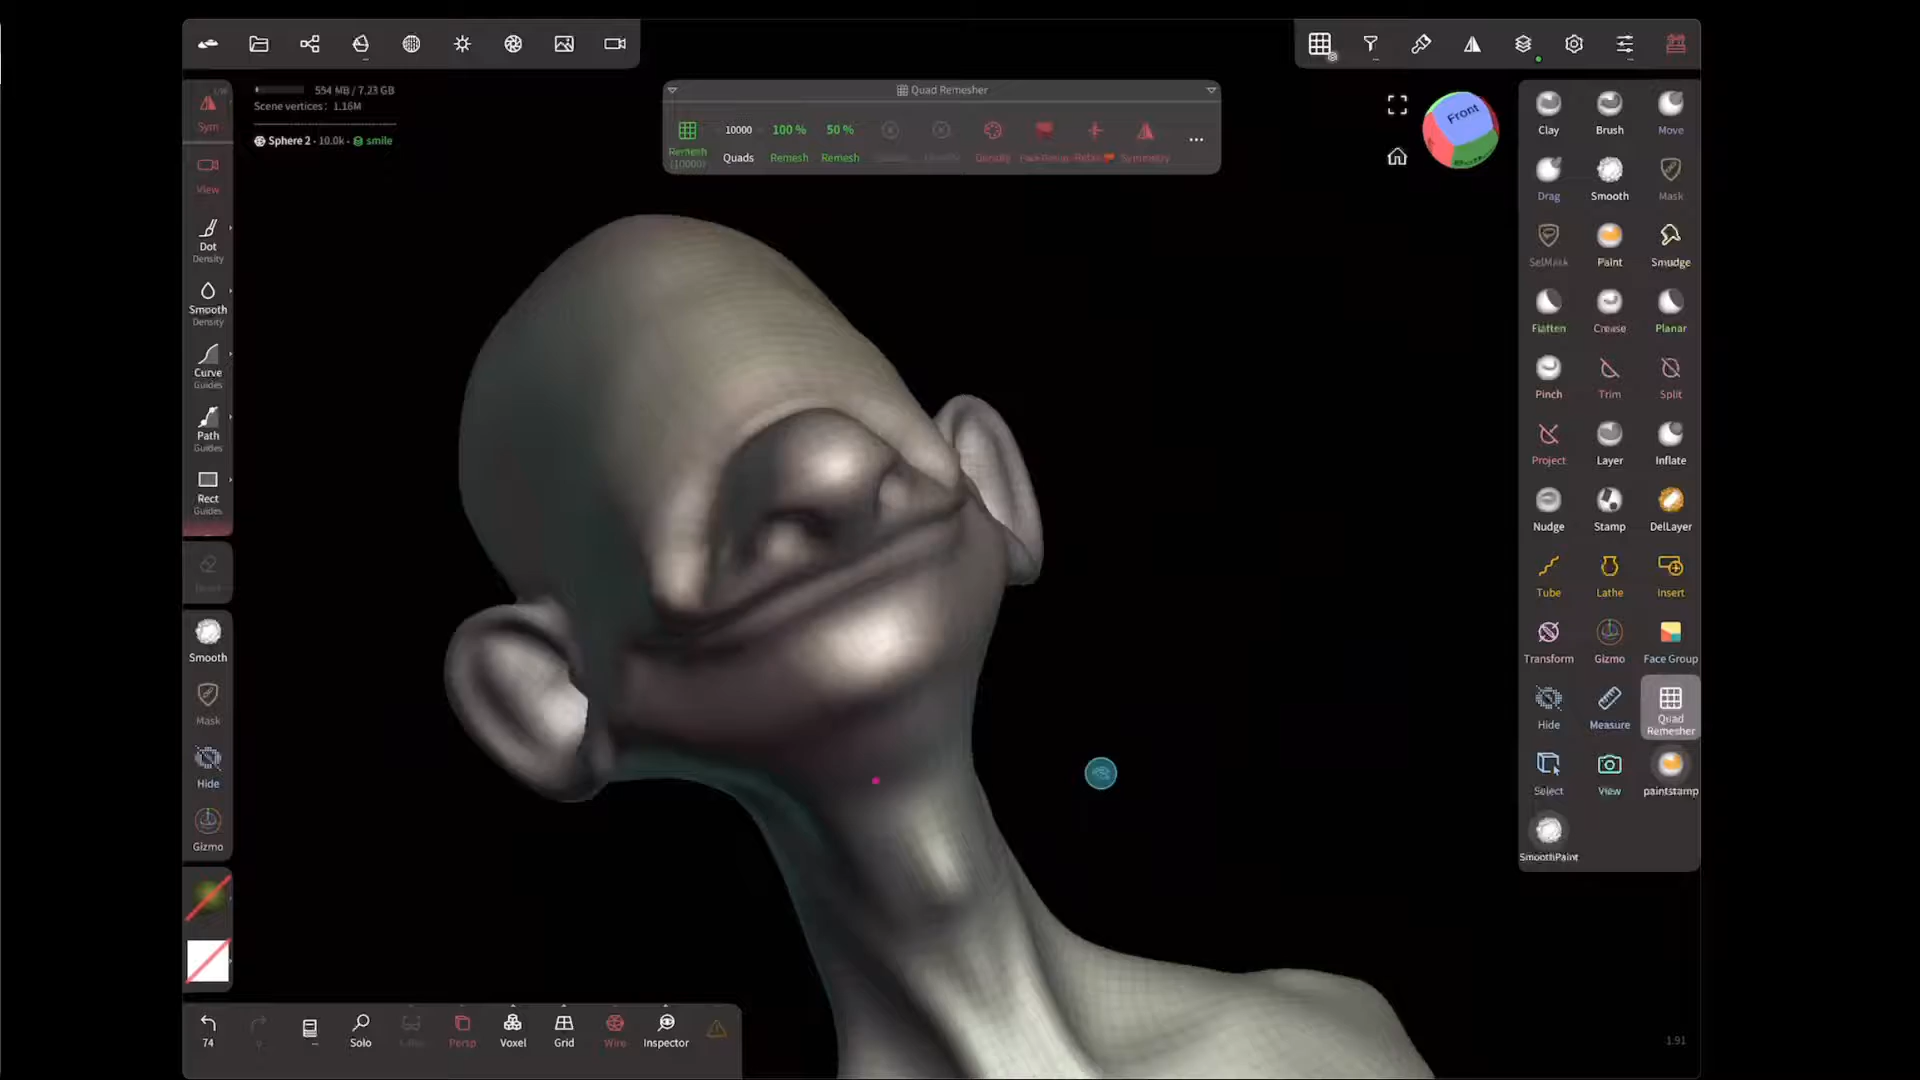 554 MB / 7.23 GB
Scene vertices: 1.16M
Sphere 2 - 10.0k - smile
Sym
View
Dot
Density
Smooth
Density
Curve
Guides
Path
Guides
Rect
Guides
Smooth
Mask
Hide
Gizmo
74
Solo
Persp
Voxel
Grid
Wire
Inspector
Quad Remesher
10000
100 %
50 %
Remesh
(10000)
Quads
Remesh
Remesh
Density
Symmetry
...
Front
Clay
Brush
Move
Drag
Smooth
Mask
SelMask
Paint
Smudge
Flatten
Crease
Planar
Pinch
Trim
Split
Project
Layer
Inflate
Nudge
Stamp
DelLayer
Tube
Lathe
Insert
Transform
Gizmo
Face Group
Hide
Measure
Quad
Remesher
Select
View
paintstamp
SmoothPaint
1.91